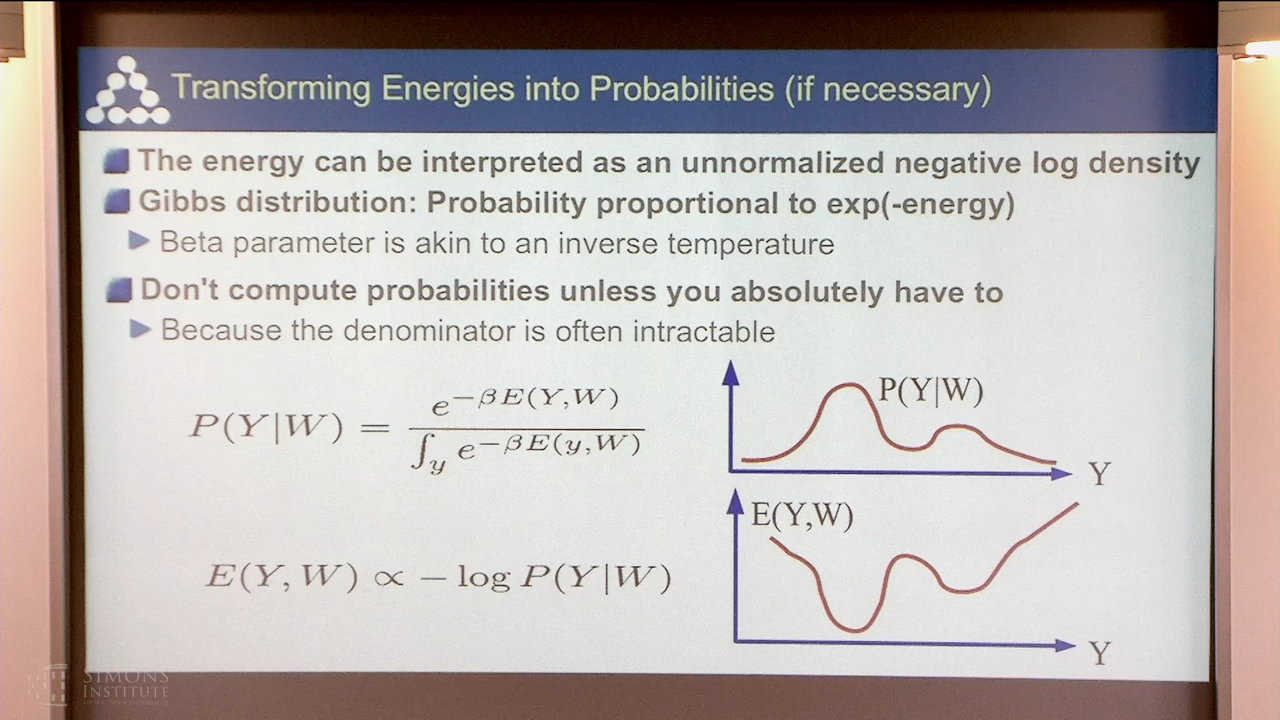 Transforming Energies into Probabilities (if necessary)
The energy can be interpreted as an unnormalized negative log density
Gibbs distribution: Probability proportional to exp(-energy)
Beta parameter is akin to an inverse temperature
Don't compute probabilities unless you absolutely have to
Because the denominator is often intractable
P(Y|W) = e^{-βE(Y,W)} / ∫_y e^{-βE(y,W)}
E(Y, W) ∝ − log P(Y|W)
P(Y|W)
Y
E(Y,W)
Y
SIMONS
INSTITUTE